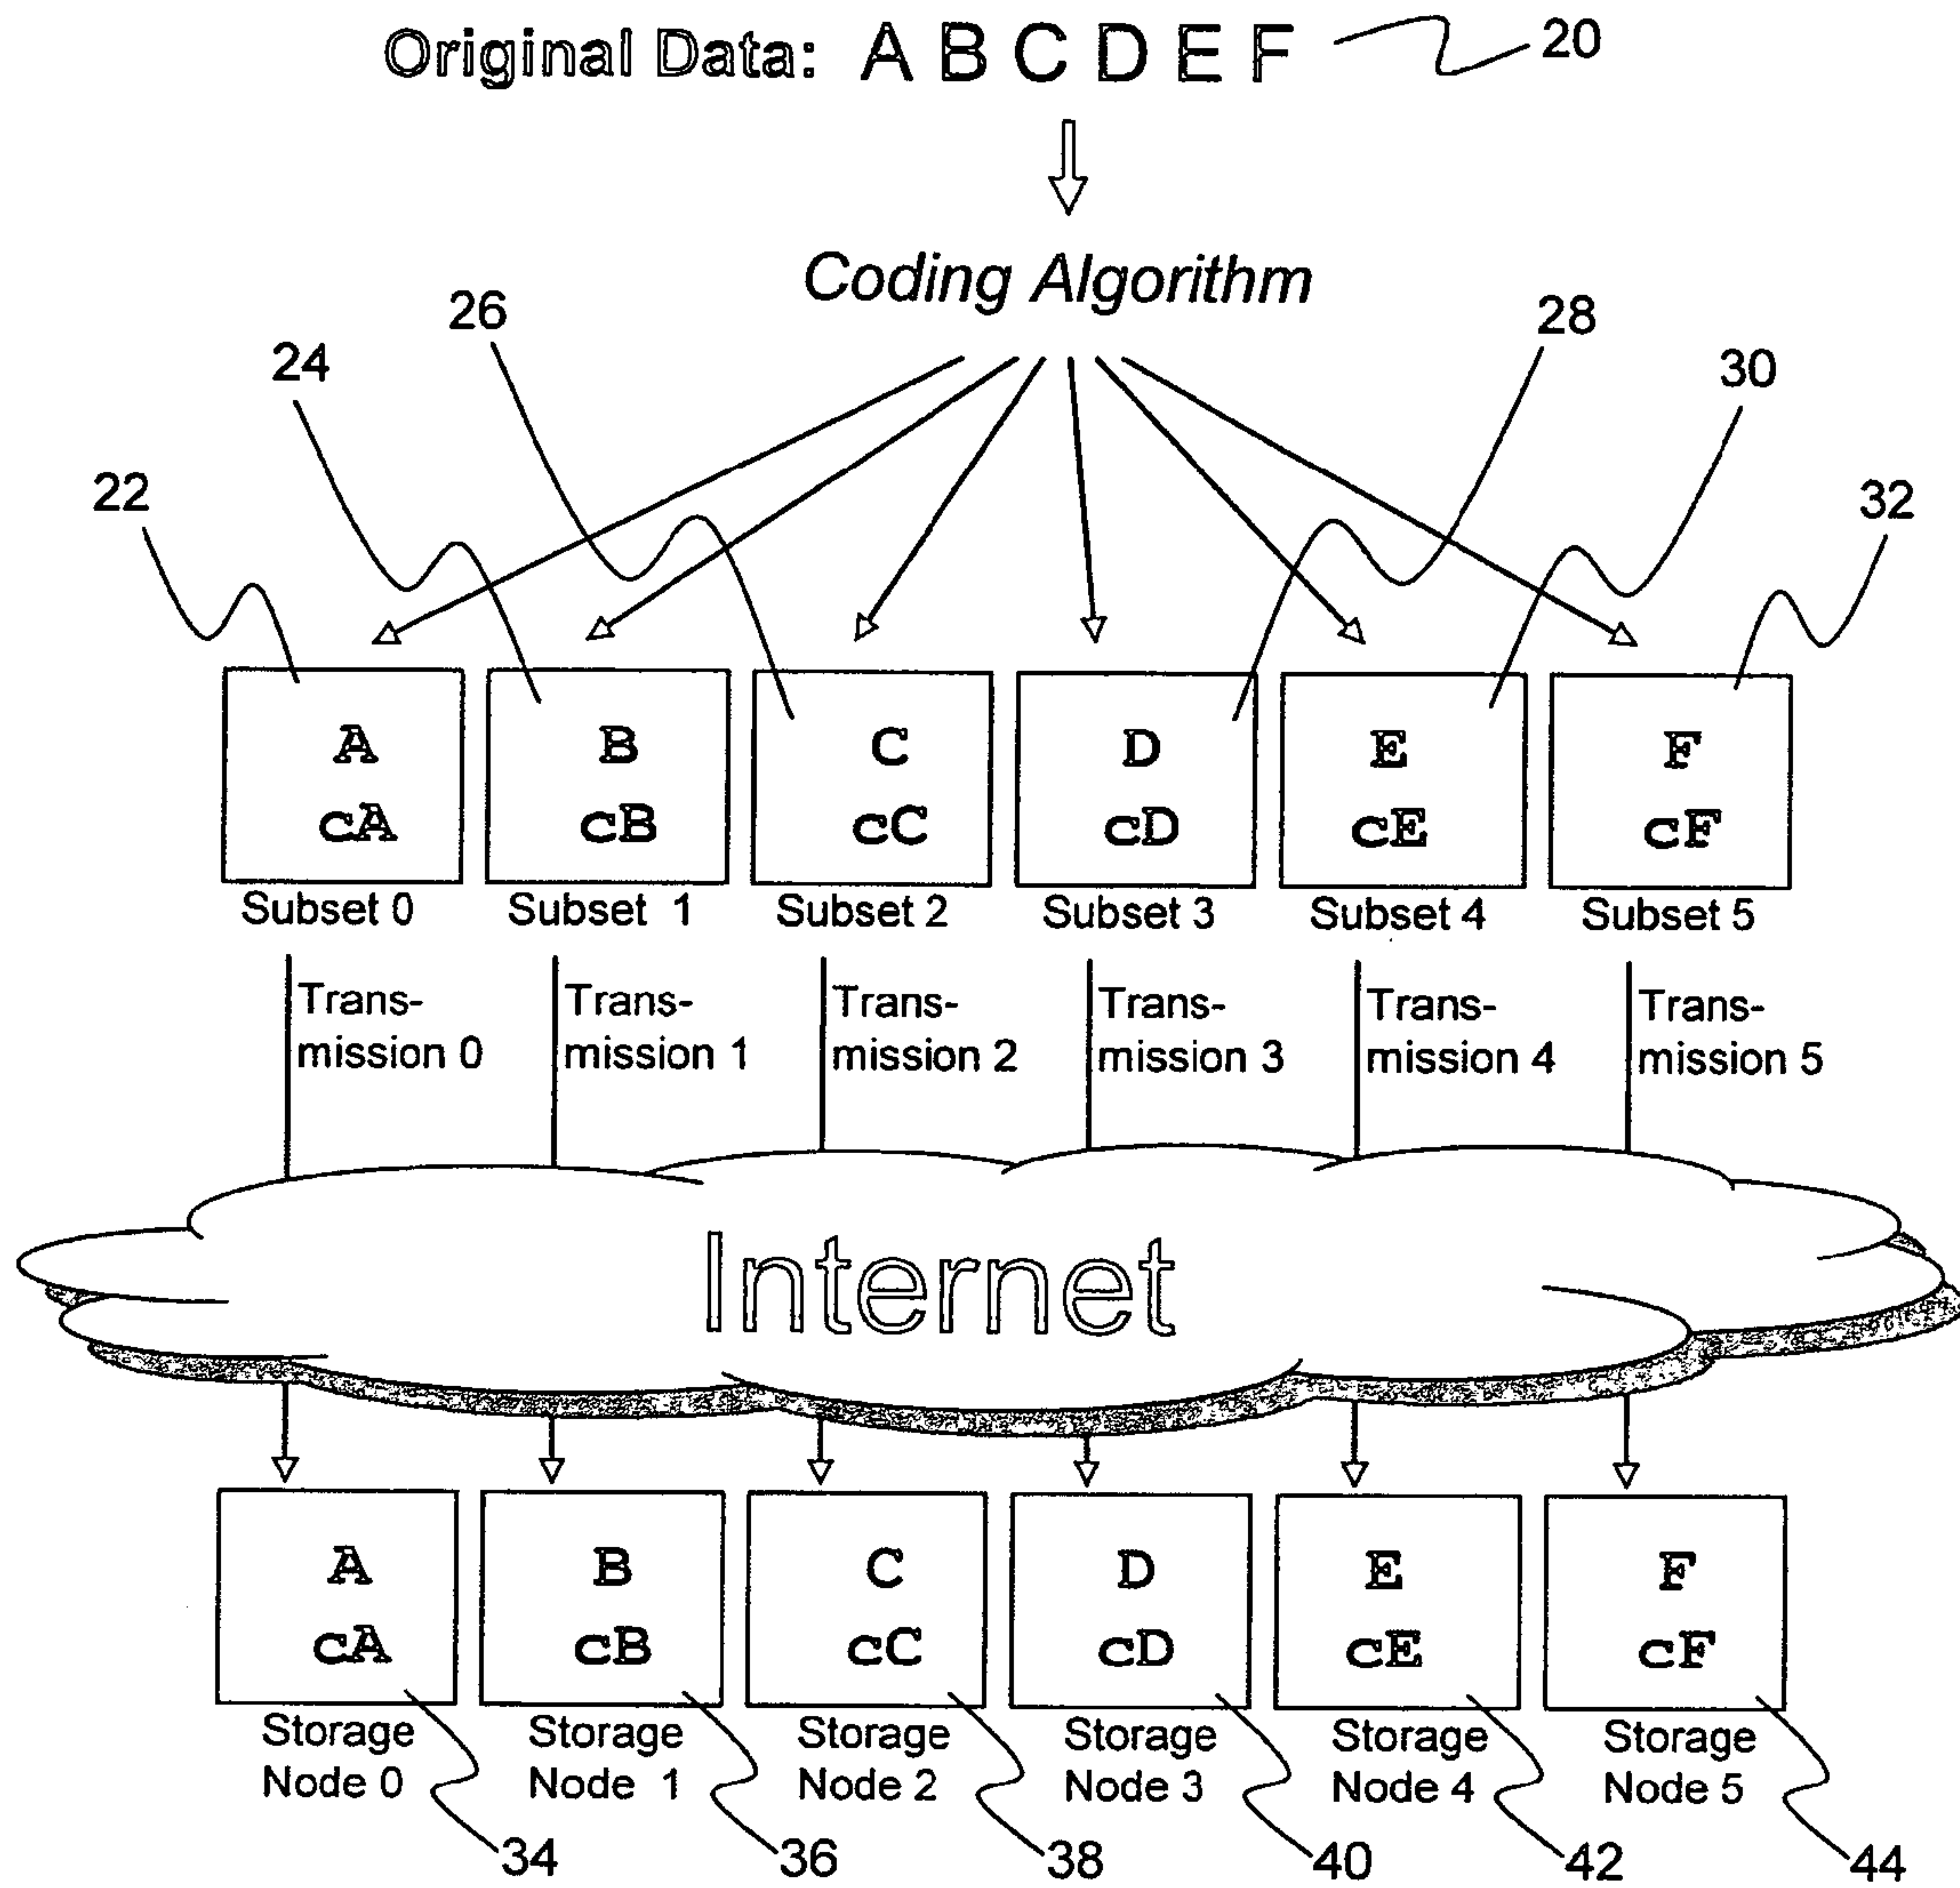 Original Data: A B C D E F
20
Coding Algorithm
26
28
24
30
22
32
A
cA
B
cB
C
cC
D
cD
E
cE
F
cF
Subset 0
Subset 1
Subset 2
Subset 3
Subset 4
Subset 5
Trans-
mission 0
Trans-
mission 1
Trans-
mission 2
Trans-
mission 3
Trans-
mission 4
Trans-
mission 5
Internet
A
cA
B
cB
C
cC
D
cD
E
cE
F
cF
Storage
Node 0
Storage
Node 1
Storage
Node 2
Storage
Node 3
Storage
Node 4
Storage
Node 5
34
36
38
40
42
44